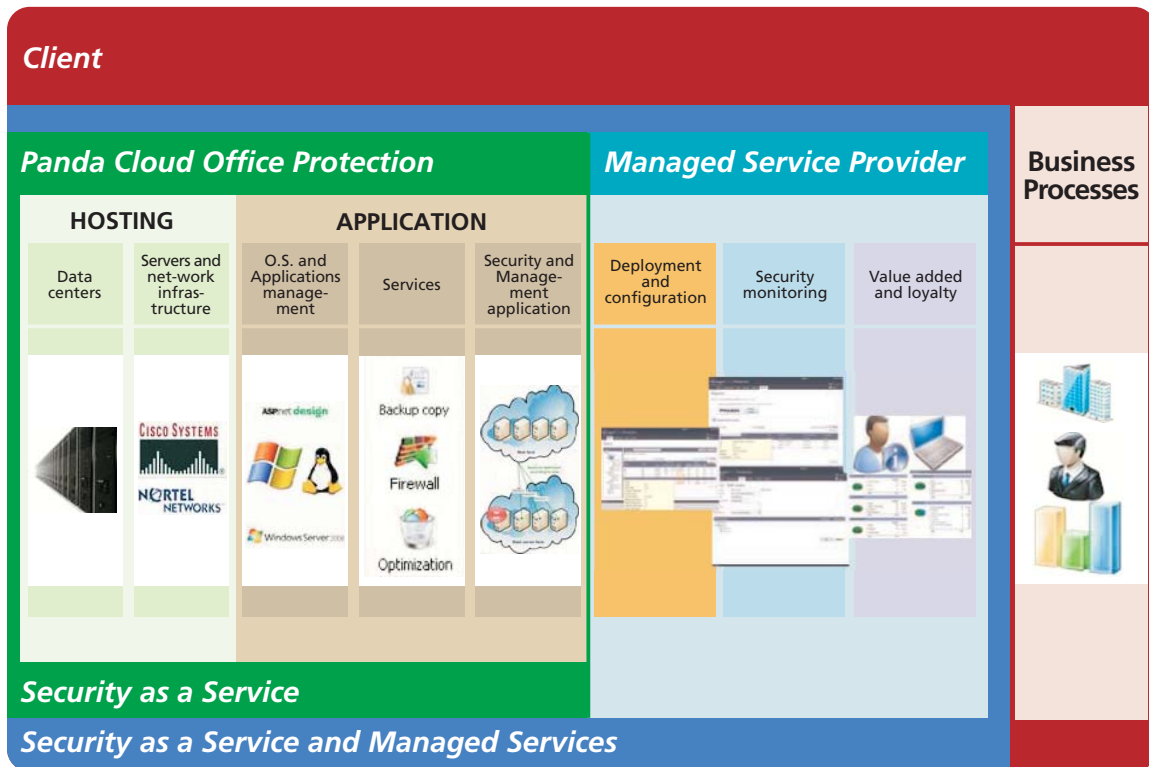 Client
Panda Cloud Office Protection
Managed Service Provider
Business
Processes
HOSTING
APPLICATION
Data
centers
Servers and
net-work
infras-
tructure
O.S. and
Applications
manage-
ment
Services
Security and
Manage-
ment
application
Deployment
and
configuration
Security
monitoring
Value added
and loyalty
CISCO SYSTEMS
NORTEL
NETWORKS
ASP.net design
Windows Server 2008
Backup copy
Firewall
Optimization
Security as a Service
Security as a Service and Managed Services